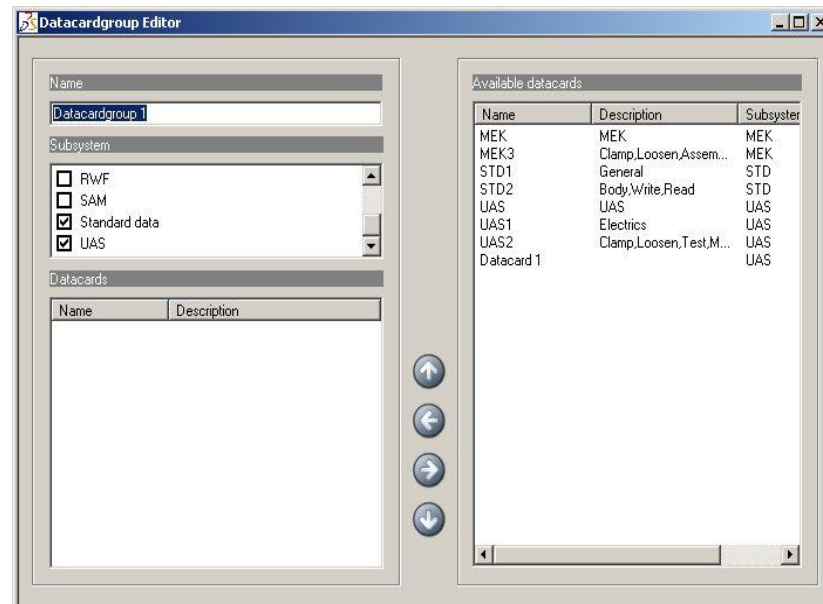 Datacardgroup Editor
Name
Datacardgroup 1
Subsystem
RWF
SAM
Standard data
UAS
Datacards
Name Description
Available datacards
Name Description Subsyster
MEK MEK MEK
MEK3 Clamp,Loosen,Assem... MEK
STD1 General STD
STD2 Body,Write,Read STD
UAS UAS UAS
UAS1 Electrics UAS
UAS2 Clamp,Loosen,Test,M... UAS
Datacard 1 UAS